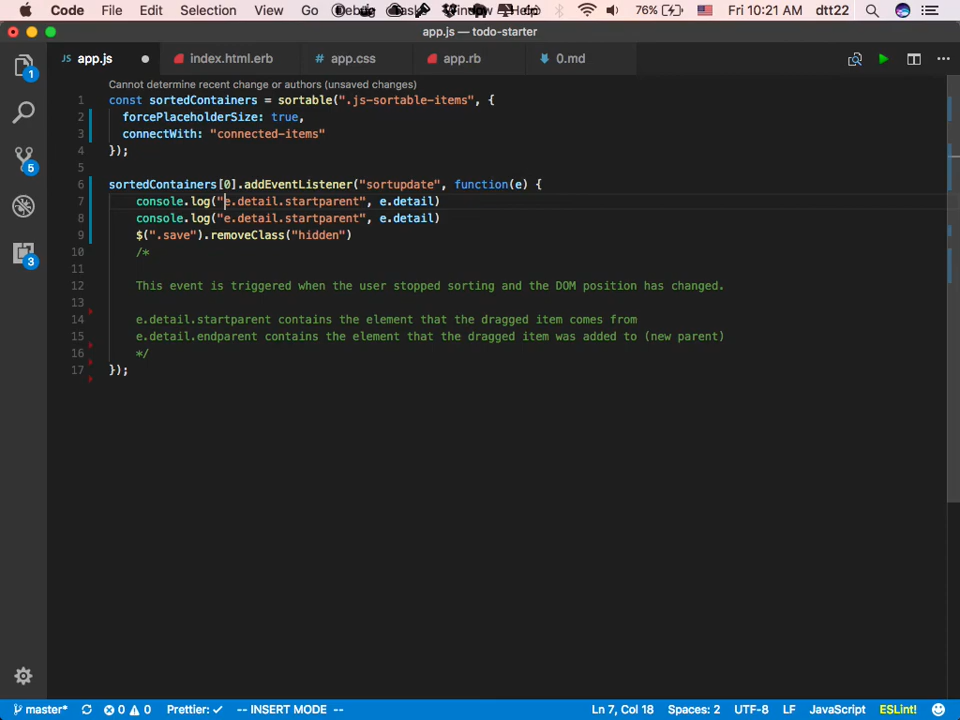 Code File Edit Selection View Go Debug Tasks Window Help 76% Fri 10:21 AM dtt22
app.js — todo-starter
JS app.js index.html.erb # app.css app.rb 0.md
Cannot determine recent change or authors (unsaved changes)
1 const sortedContainers = sortable(".js-sortable-items", {
2 forcePlaceholderSize: true,
3 connectWith: "connected-items"
4 });
5
6 sortedContainers[0].addEventListener("sortupdate", function(e) {
7 console.log("e.detail.startparent", e.detail)
8 console.log("e.detail.startparent", e.detail)
9 $(".save").removeClass("hidden")
10 /*
11
12 This event is triggered when the user stopped sorting and the DOM position has changed.
13
14 e.detail.startparent contains the element that the dragged item comes from
15 e.detail.endparent contains the element that the dragged item was added to (new parent)
16 */
17 });
1
5
3
master* 0 0 Prettier: ✓ -- INSERT MODE -- Ln 7, Col 18 Spaces: 2 UTF-8 LF JavaScript ESLint!